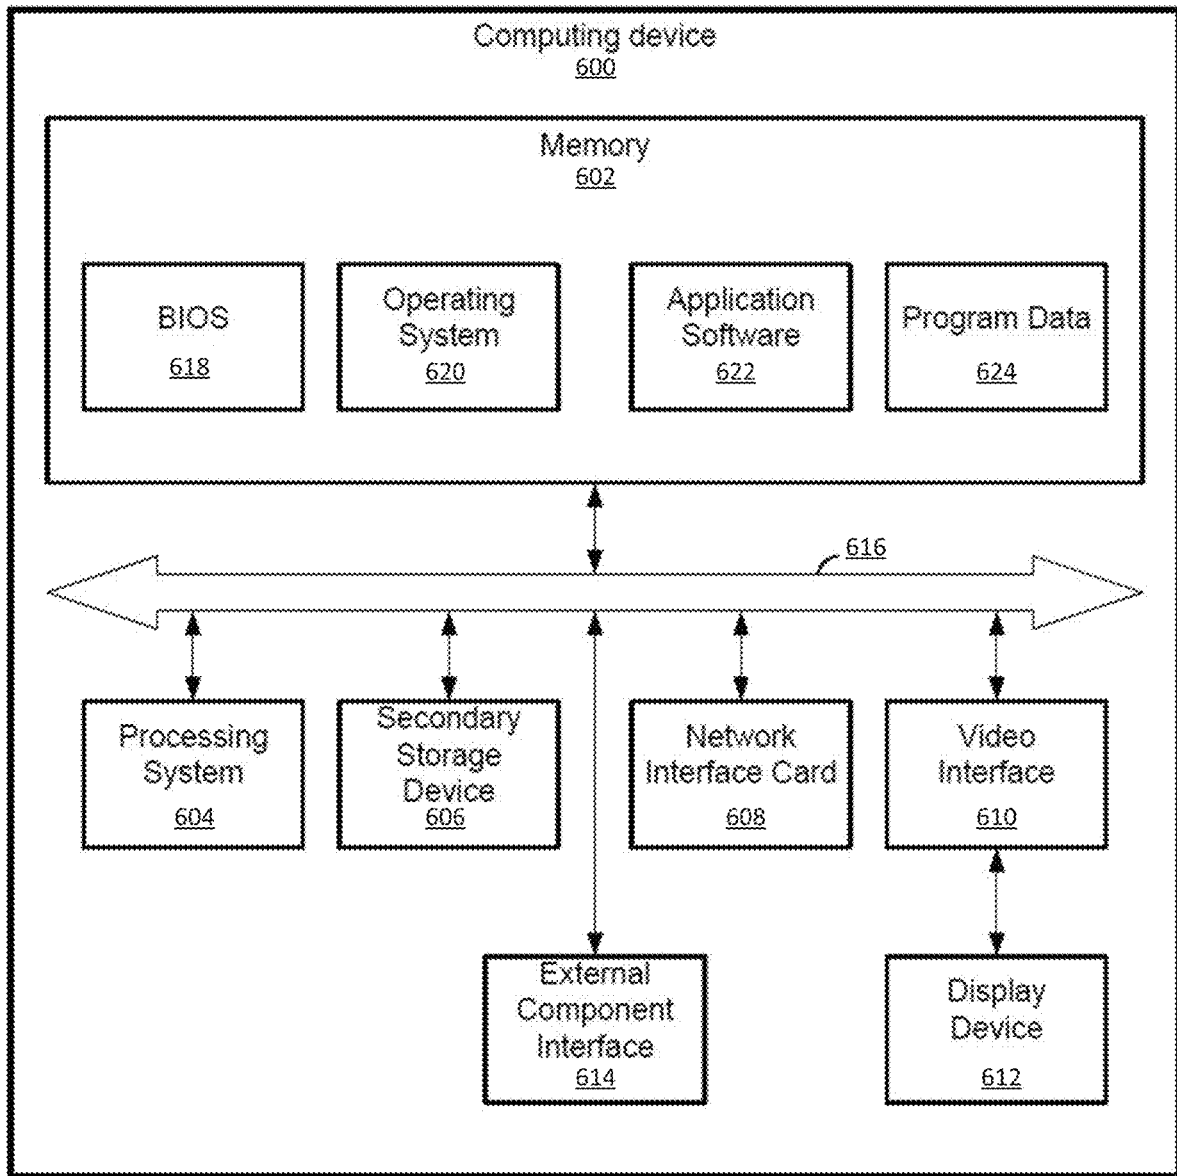 Computing device
600
Memory
602
BIOS
618
Operating
System
620
Application
Software
622
Program Data
624
616
Processing
System
604
Secondary
Storage
Device
606
Network
Interface Card
608
Video
Interface
610
External
Component
Interface
614
Display
Device
612